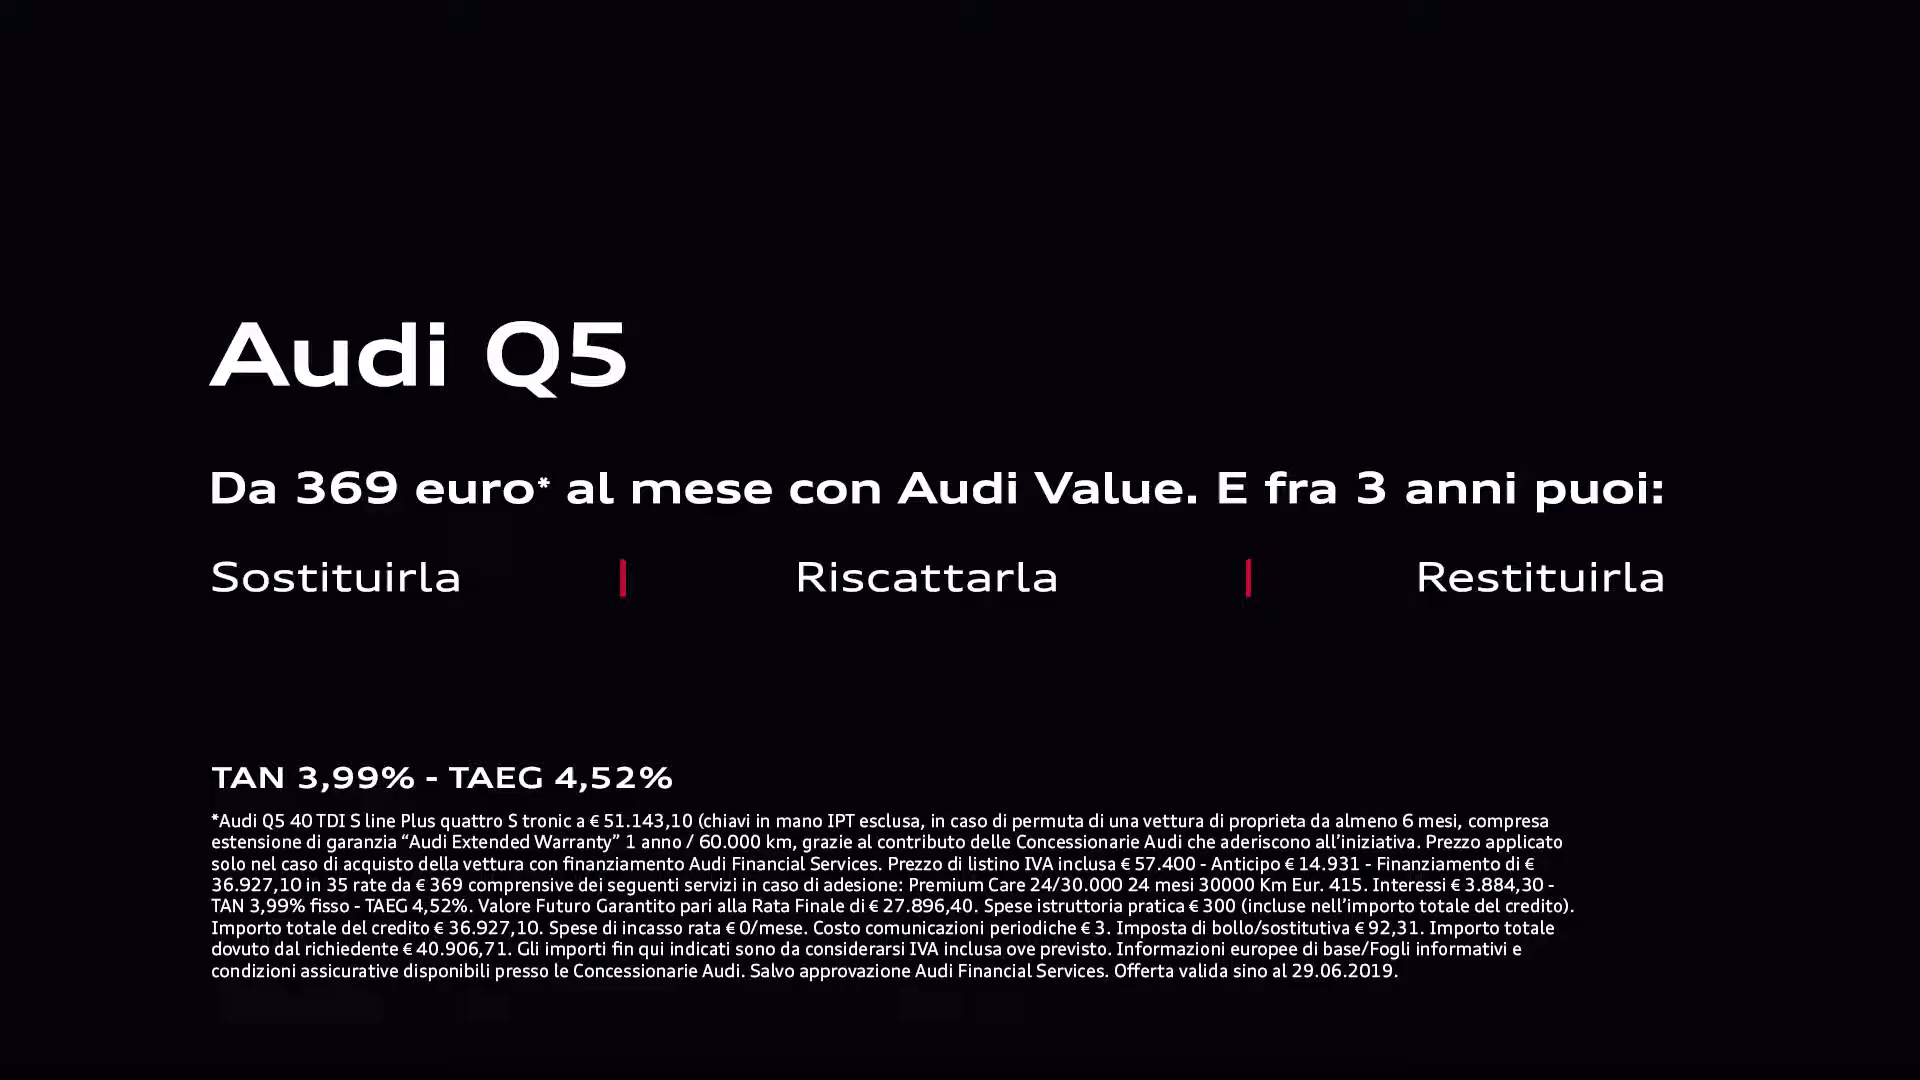 Audi Q5
Da 369 euro* al mese con Audi Value. E fra 3 anni puoi:
Sostituirla | Riscattarla | Restituirla
TAN 3,99% - TAEG 4,52%
*Audi Q5 40 TDI S line Plus quattro S tronic a € 51.143,10 (chiavi in mano IPT esclusa, in caso di permuta di una vettura di proprieta da almeno 6 mesi, compresa
estensione di garanzia “Audi Extended Warranty” 1 anno / 60.000 km, grazie al contributo delle Concessionarie Audi che aderiscono all’iniziativa. Prezzo applicato
solo nel caso di acquisto della vettura con finanziamento Audi Financial Services. Prezzo di listino IVA inclusa € 57.400 - Anticipo € 14.931 - Finanziamento di €
36.927,10 in 35 rate da € 369 comprensive dei seguenti servizi in caso di adesione: Premium Care 24/30.000 24 mesi 30000 Km Eur. 415. Interessi € 3.884,30 -
TAN 3,99% fisso - TAEG 4,52%. Valore Futuro Garantito pari alla Rata Finale di € 27.896,40. Spese istruttoria pratica € 300 (incluse nell’importo totale del credito).
Importo totale del credito € 36.927,10. Spese di incasso rata € 0/mese. Costo comunicazioni periodiche € 3. Imposta di bollo/sostitutiva € 92,31. Importo totale
dovuto dal richiedente € 40.906,71. Gli importi fin qui indicati sono da considerarsi IVA inclusa ove previsto. Informazioni europee di base/Fogli informativi e
condizioni assicurative disponibili presso le Concessionarie Audi. Salvo approvazione Audi Financial Services. Offerta valida sino al 29.06.2019.